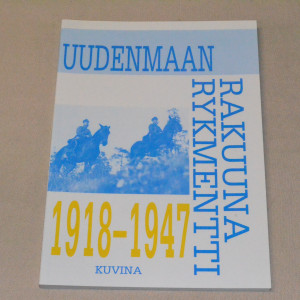 UUDENMAAN
RAKUUNA
RYKMENTTI
1918–1947
KUVINA